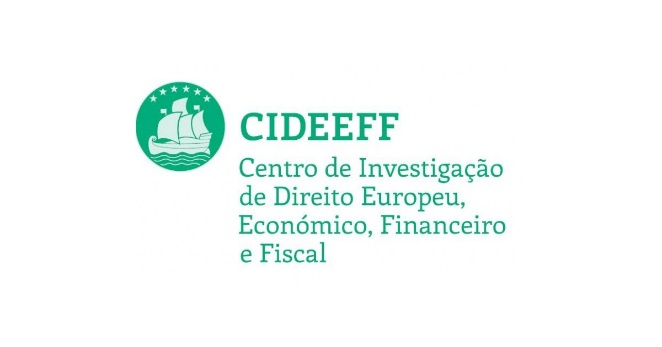 CIDEEFF
Centro de Investigação
de Direito Europeu,
Económico, Financeiro
e Fiscal